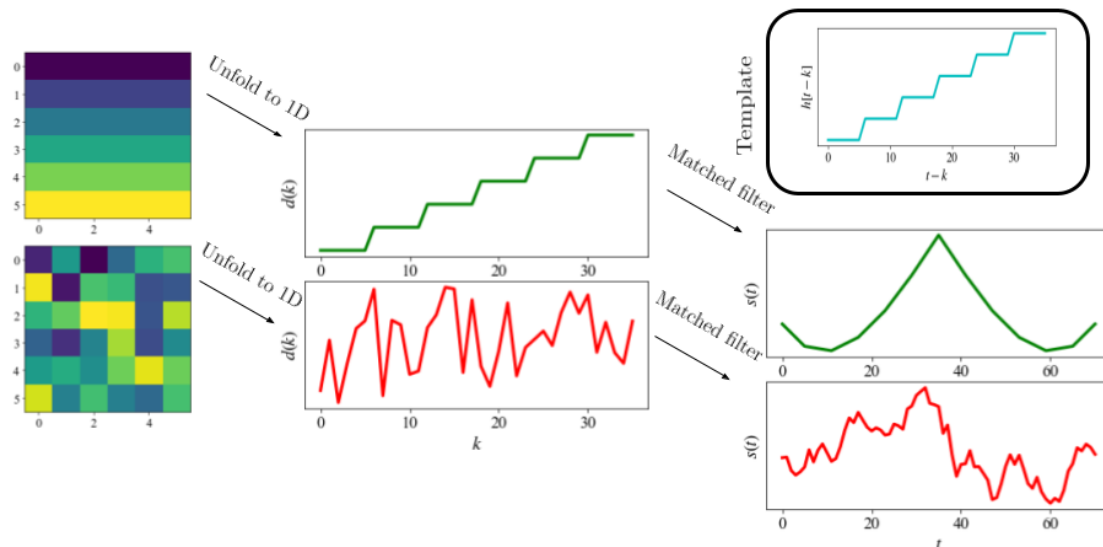 0
1
2
3
4
5
0 2 4
Unfold to 1D
d(k)
0 10 20 30
Matched filter
Template
h[t − k]
0 10 20 30
t − k
s(t)
0 20 40 60
0
1
2
3
4
5
0 2 4
Unfold to 1D
d(k)
0 10 20 30
k
Matched filter
s(t)
0 20 40 60
t